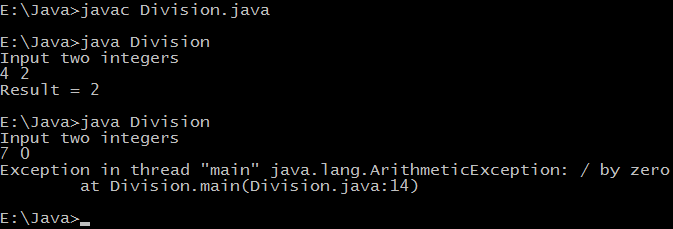 E:\Java>javac Division.java
E:\Java>java Division
Input two integers
4 2
Result = 2
E:\Java>java Division
Input two integers
7 0
Exception in thread "main" java.lang.ArithmeticException: / by zero
        at Division.main(Division.java:14)
E:\Java>_